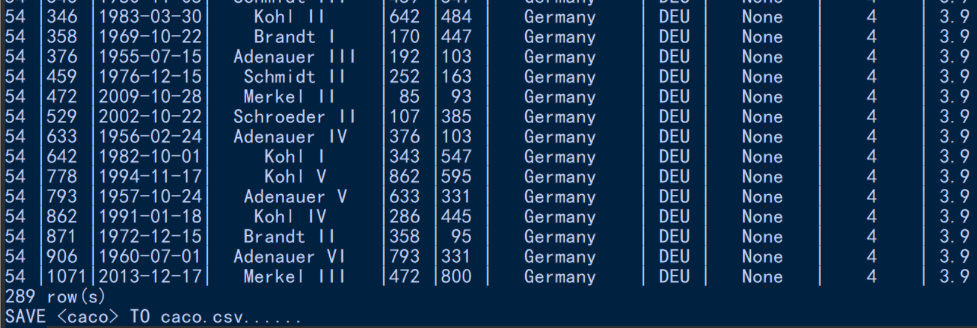 54 |346 |1983-03-30| Kohl II |642 |484 | Germany | DEU | None | 4 | 3.9
54 |358 |1969-10-22| Brandt I |170 |447 | Germany | DEU | None | 4 | 3.9
54 |376 |1955-07-15| Adenauer III |192 |103 | Germany | DEU | None | 4 | 3.9
54 |459 |1976-12-15| Schmidt II |252 |163 | Germany | DEU | None | 4 | 3.9
54 |472 |2009-10-28| Merkel II | 85 | 93 | Germany | DEU | None | 4 | 3.9
54 |529 |2002-10-22| Schroeder II |107 |385 | Germany | DEU | None | 4 | 3.9
54 |633 |1956-02-24| Adenauer IV |376 |103 | Germany | DEU | None | 4 | 3.9
54 |642 |1982-10-01| Kohl I |343 |547 | Germany | DEU | None | 4 | 3.9
54 |778 |1994-11-17| Kohl V |862 |595 | Germany | DEU | None | 4 | 3.9
54 |793 |1957-10-24| Adenauer V |633 |331 | Germany | DEU | None | 4 | 3.9
54 |862 |1991-01-18| Kohl IV |286 |445 | Germany | DEU | None | 4 | 3.9
54 |871 |1972-12-15| Brandt II |358 | 95 | Germany | DEU | None | 4 | 3.9
54 |906 |1960-07-01| Adenauer VI |793 |331 | Germany | DEU | None | 4 | 3.9
54 |1071|2013-12-17| Merkel III |472 |800 | Germany | DEU | None | 4 | 3.9
289 row(s)
SAVE <caco> TO caco.csv......